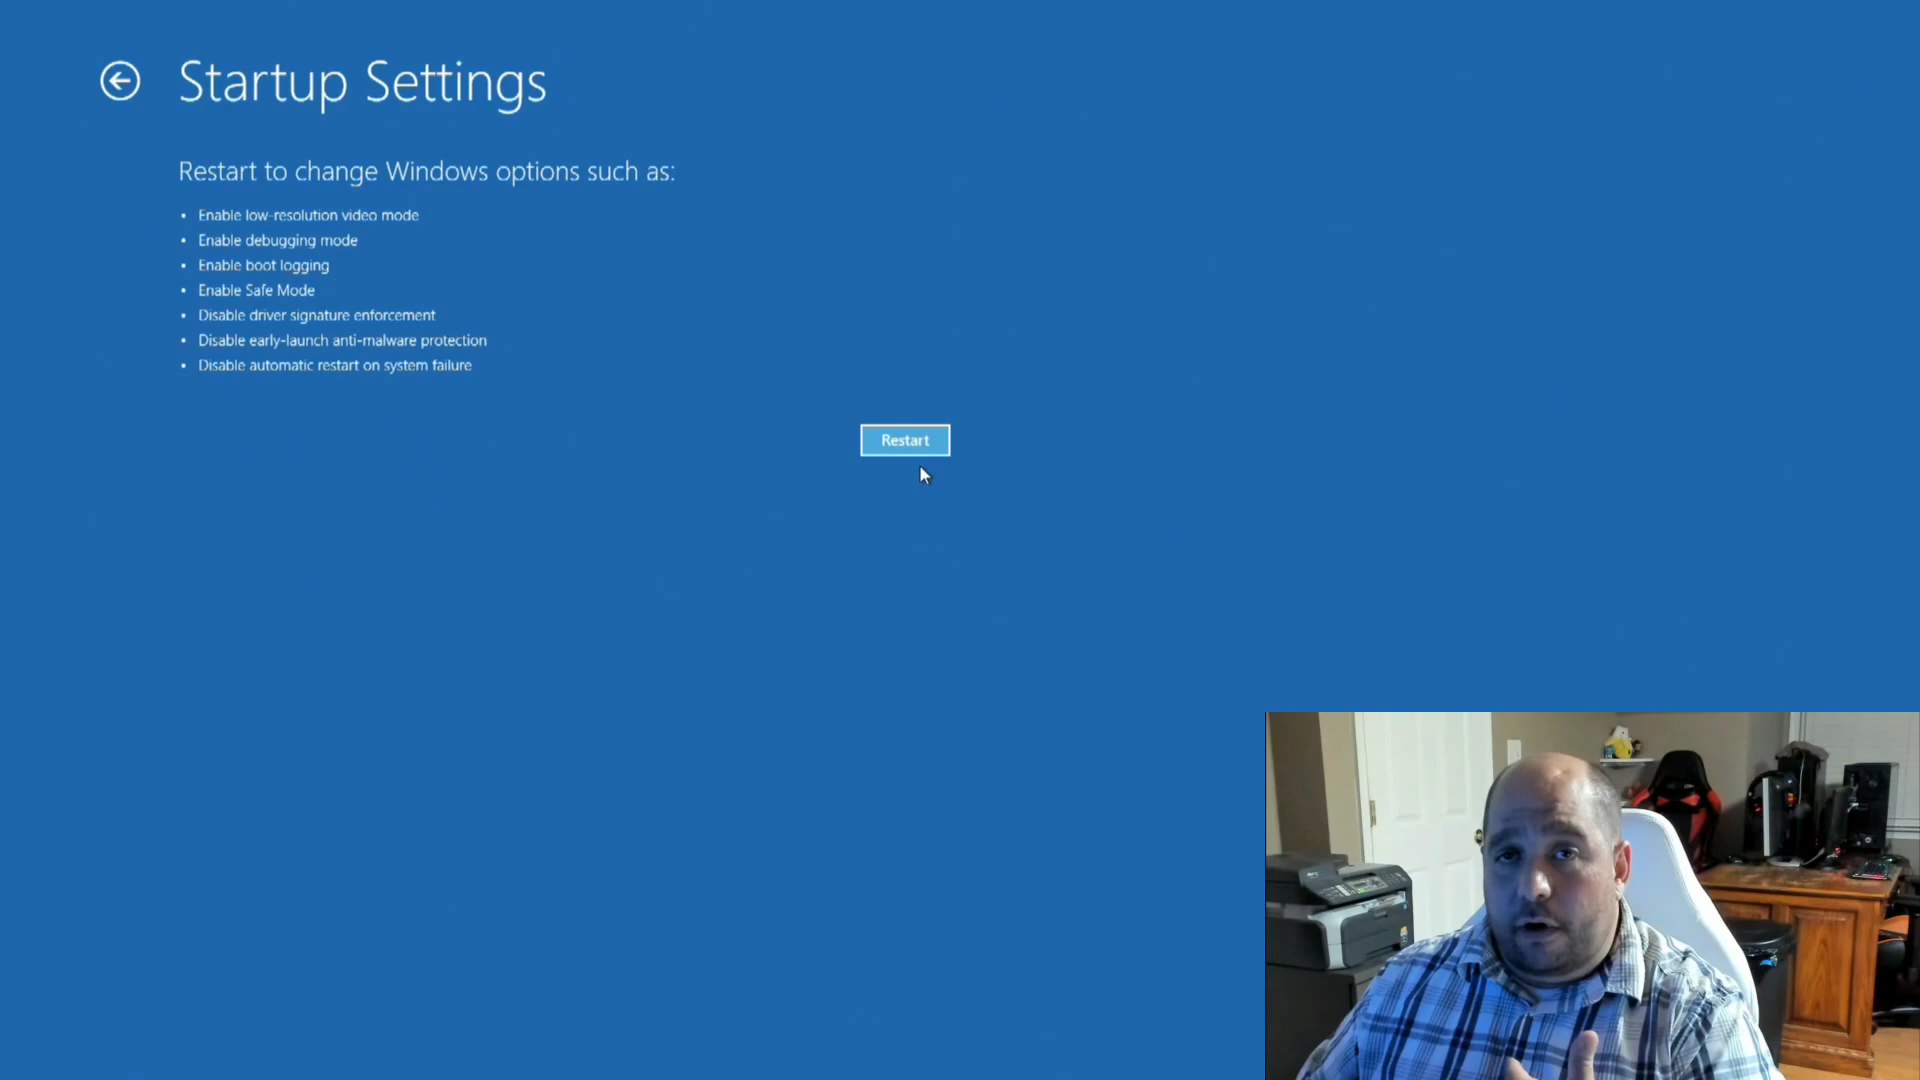 Startup Settings
Restart to change Windows options such as:
• Enable low-resolution video mode
• Enable debugging mode
• Enable boot logging
• Enable Safe Mode
• Disable driver signature enforcement
• Disable early-launch anti-malware protection
• Disable automatic restart on system failure
Restart